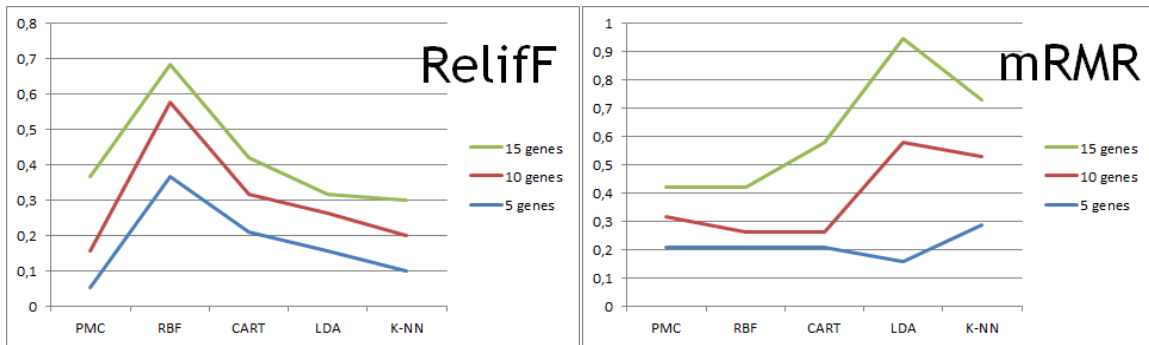 RelifF
0,8
0,7
0,6
0,5
0,4
0,3
0,2
0,1
0
PMC RBF CART LDA K-NN
15 genes
10 genes
5 genes
mRMR
1
0,9
0,8
0,7
0,6
0,5
0,4
0,3
0,2
0,1
0
PMC RBF CART LDA K-NN
15 genes
10 genes
5 genes